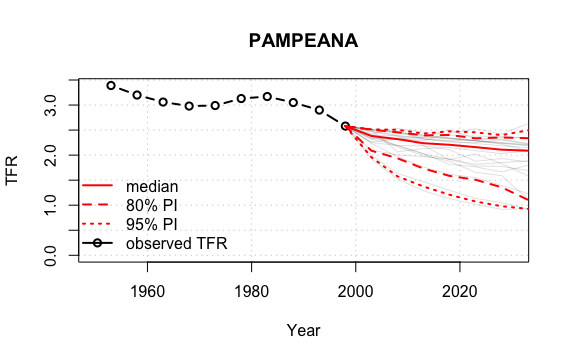 PAMPEANA
TFR
3.0
2.0
1.0
0.0
median
80% PI
95% PI
observed TFR
1960 1980 2000 2020
Year